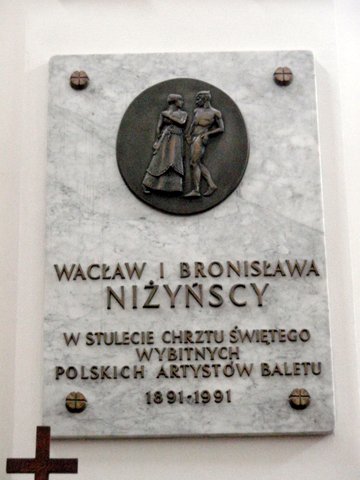 WACŁAW I BRONISŁAWA
NIŻYŃSCY
W STULECIE CHRZTU ŚWIĘTEGO
WYBITNYCH
POLSKICH ARTYSTÓW BALETU
1891-1991